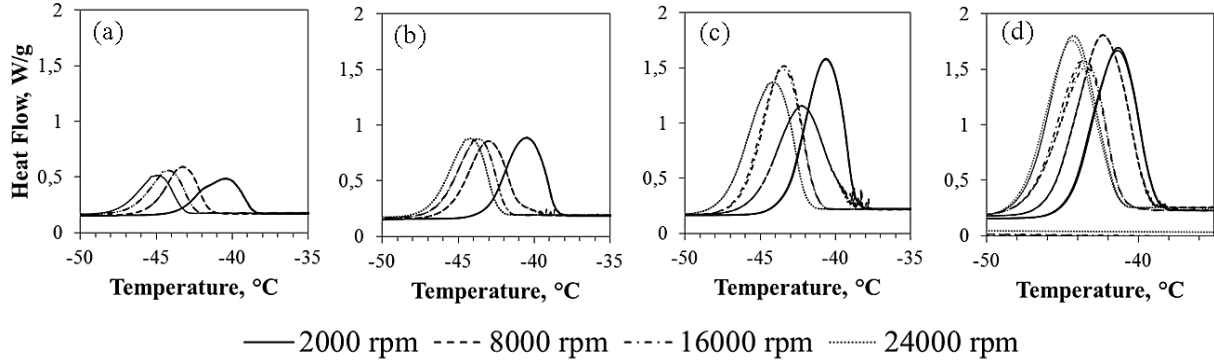 Heat Flow, W/g
2
1,5
1
0,5
0
(a)
-50 -45 -40 -35
Temperature, °C
2
1,5
1
0,5
0
(b)
-50 -45 -40 -35
Temperature, °C
2
1,5
1
0,5
0
(c)
-50 -45 -40 -35
Temperature, °C
2
1,5
1
0,5
0
(d)
-50 -40
Temperature, °C
2000 rpm 8000 rpm 16000 rpm 24000 rpm